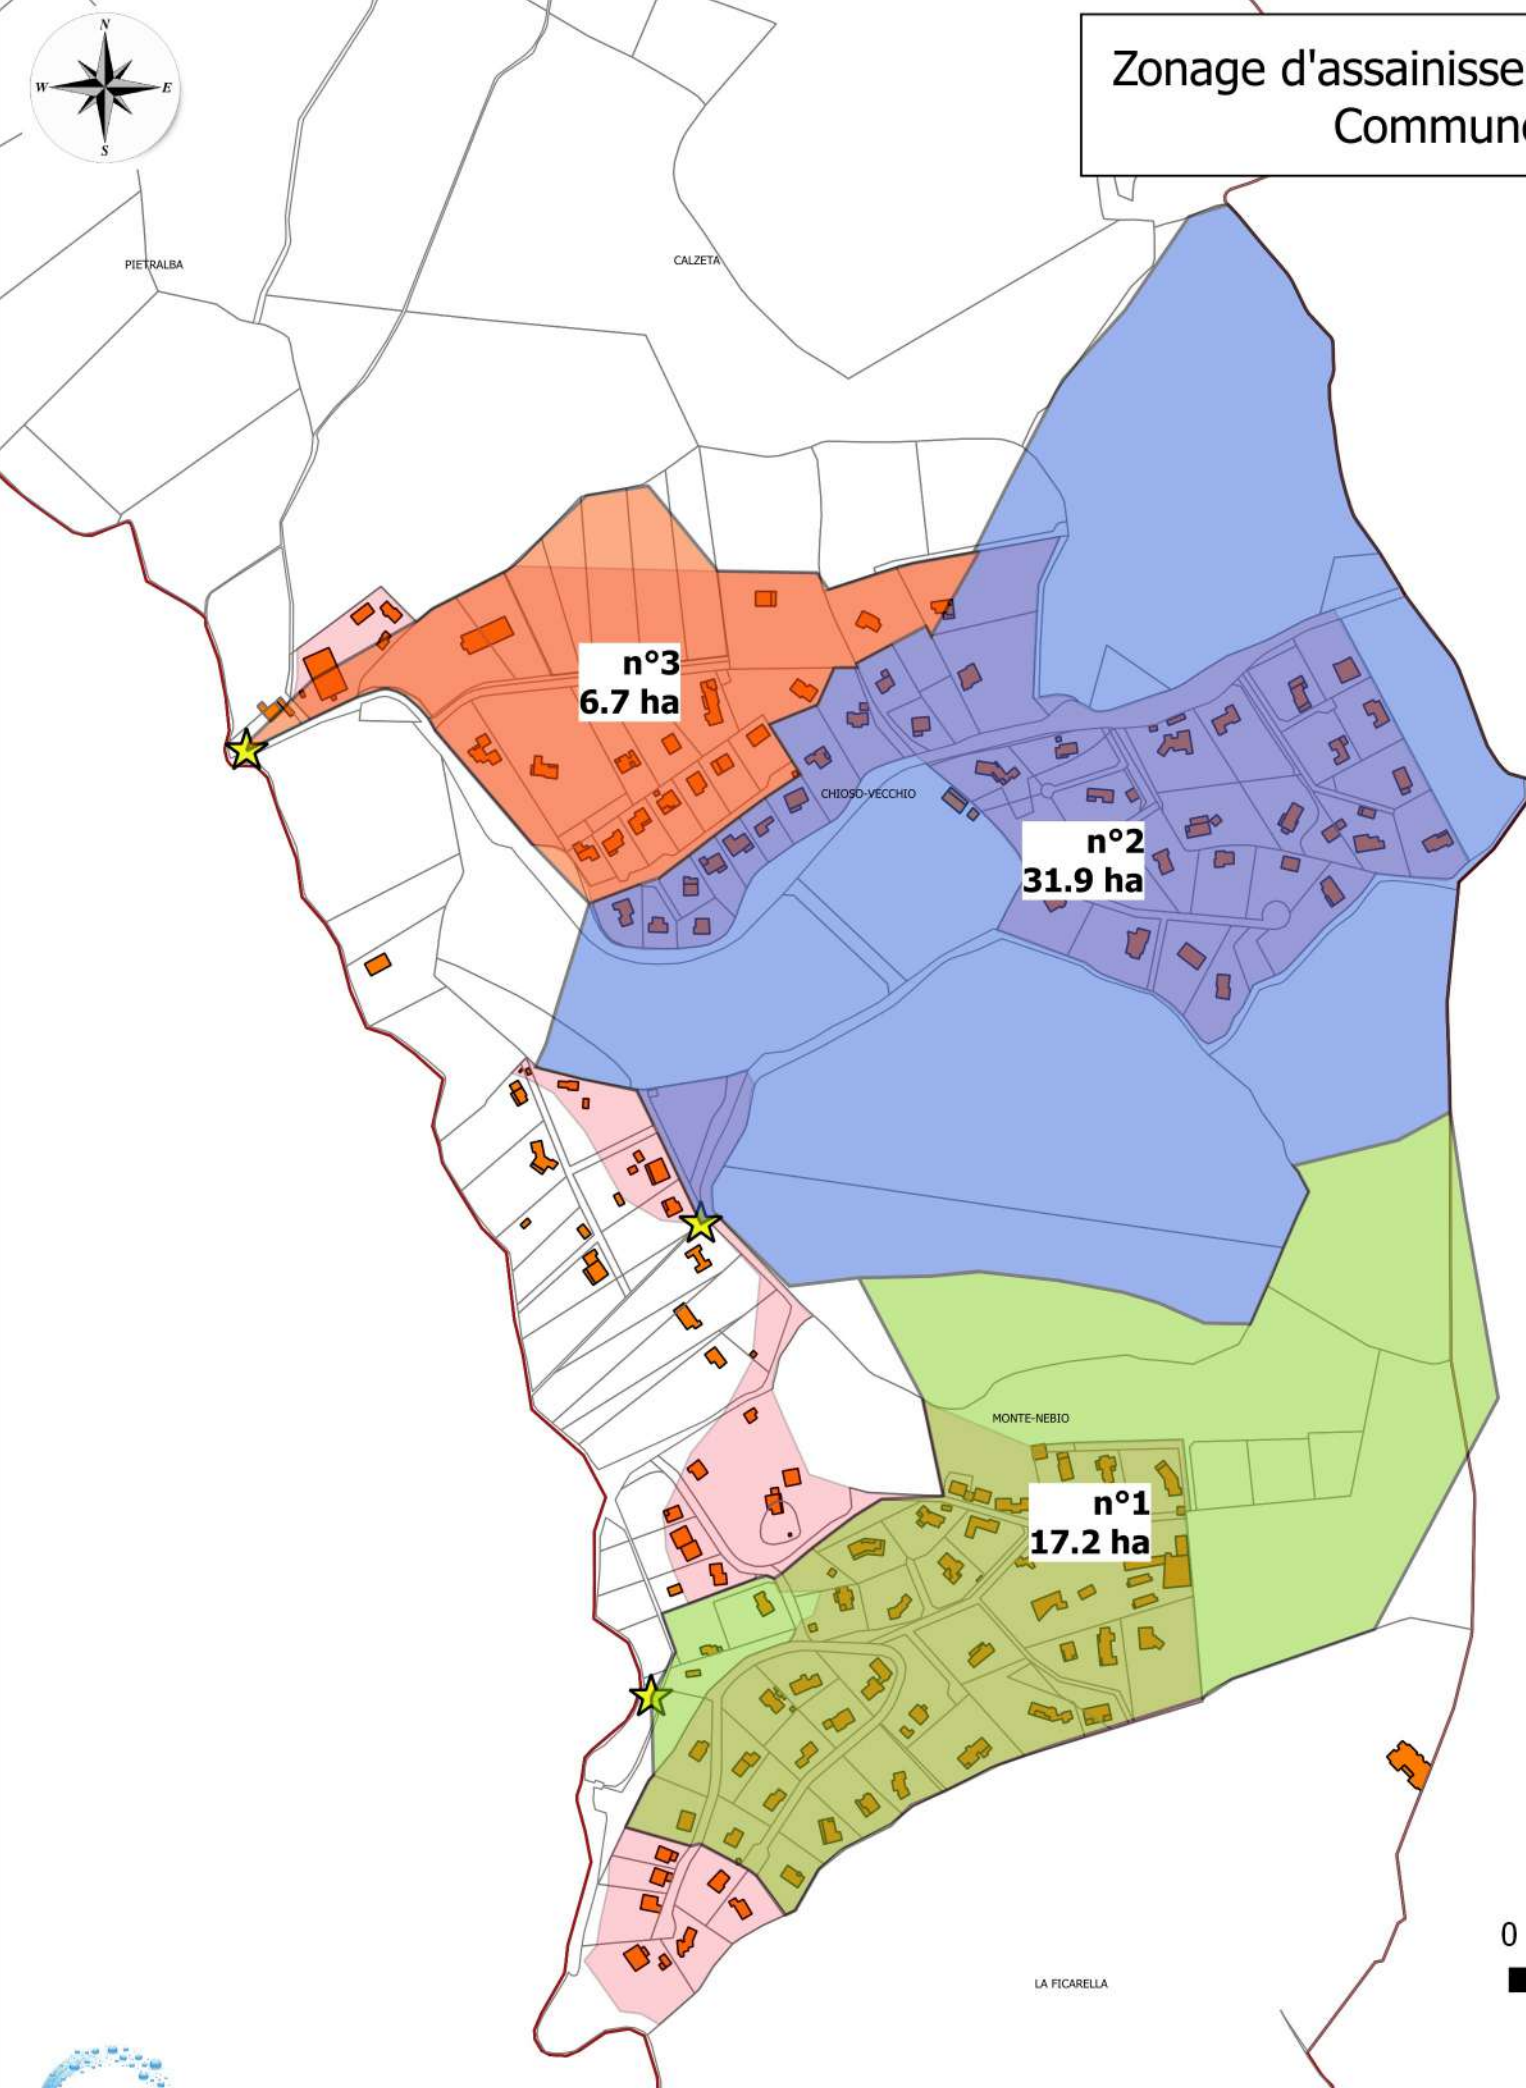 N
W
E
S
Zonage d'assainisse
Commune
PIETRALBA
CALZETA
n°3
6.7 ha
CHIOSO-VECCHIO
n°2
31.9 ha
MONTE-NEBIO
n°1
17.2 ha
0
LA FICARELLA